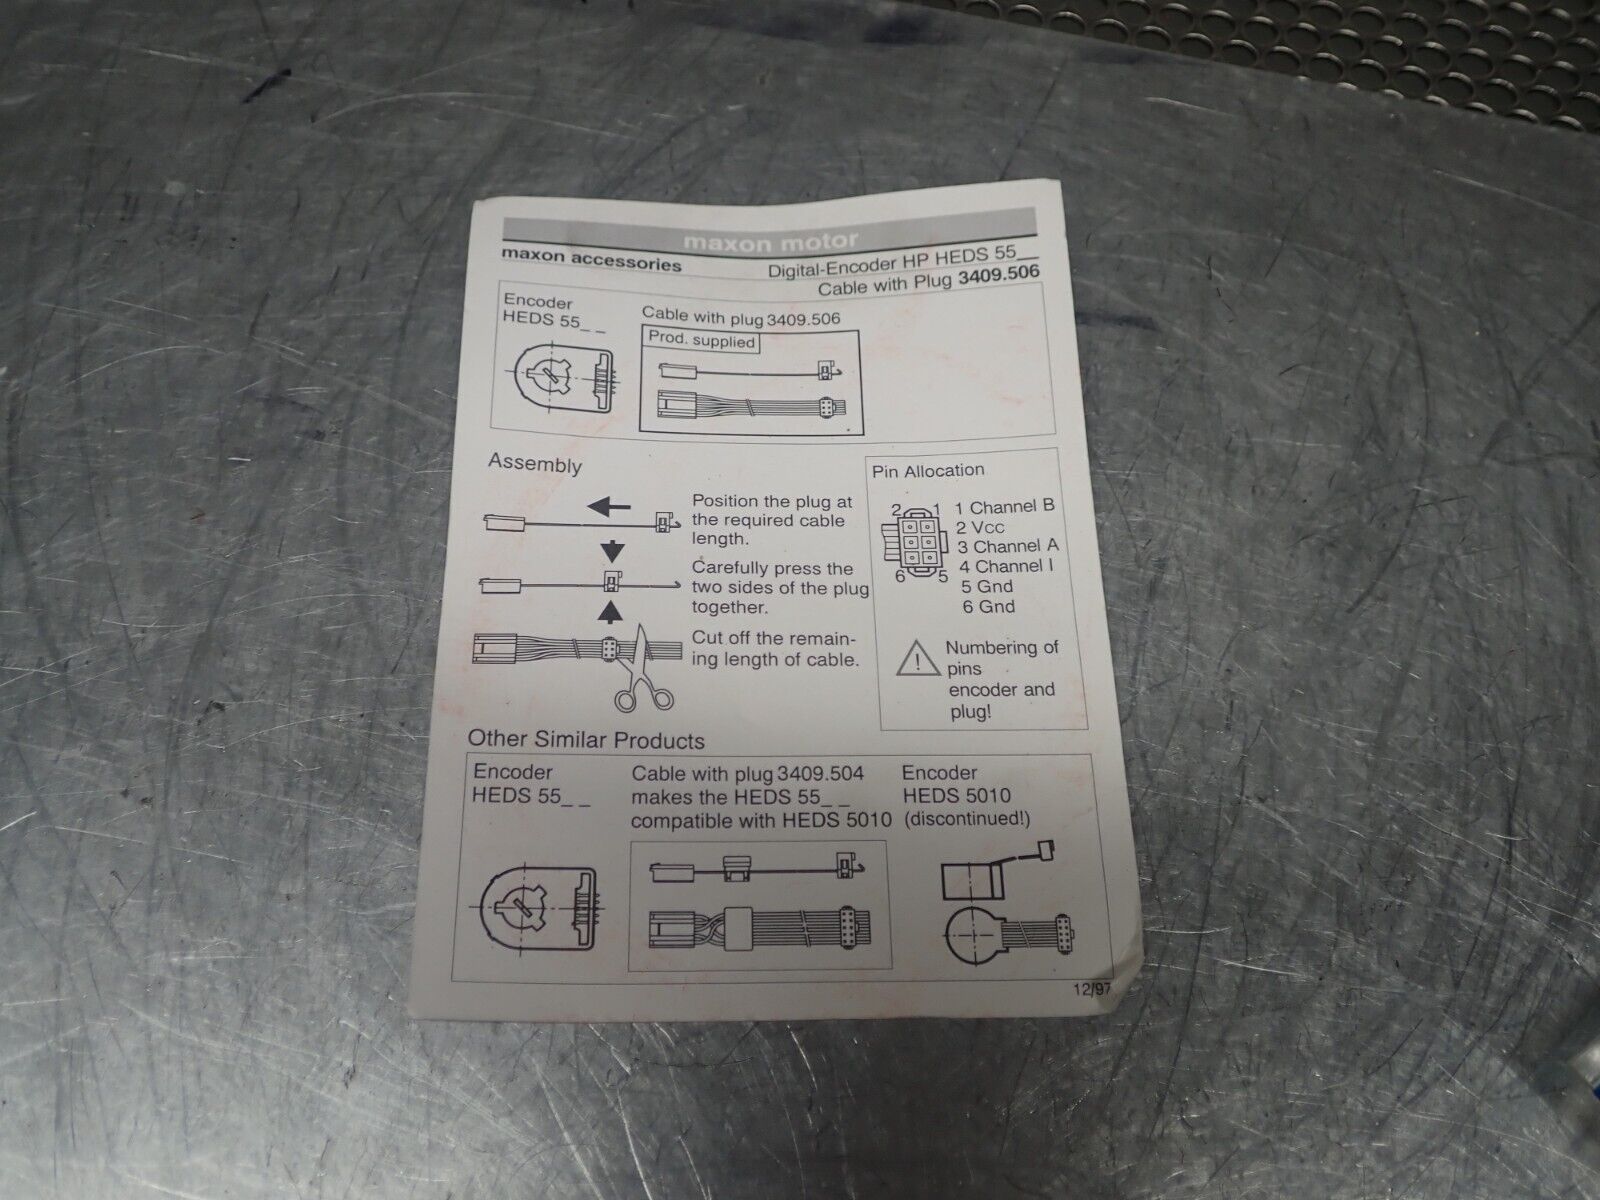 maxon motor
maxon accessories
Digital-Encoder HP HEDS 55__
Cable with Plug 3409.506
Encoder
HEDS 55_ _
Cable with plug 3409.506
Prod. supplied
Assembly
Position the plug at
the required cable
length.
Carefully press the
two sides of the plug
together.
Cut off the remain-
ing length of cable.
Pin Allocation
2 1
6 5
1 Channel B
2 Vcc
3 Channel A
4 Channel I
5 Gnd
6 Gnd
!
Numbering of
pins
encoder and
plug!
Other Similar Products
Encoder
HEDS 55_ _
Cable with plug 3409.504
makes the HEDS 55_ _
compatible with HEDS 5010
Encoder
HEDS 5010
(discontinued!)
12/97